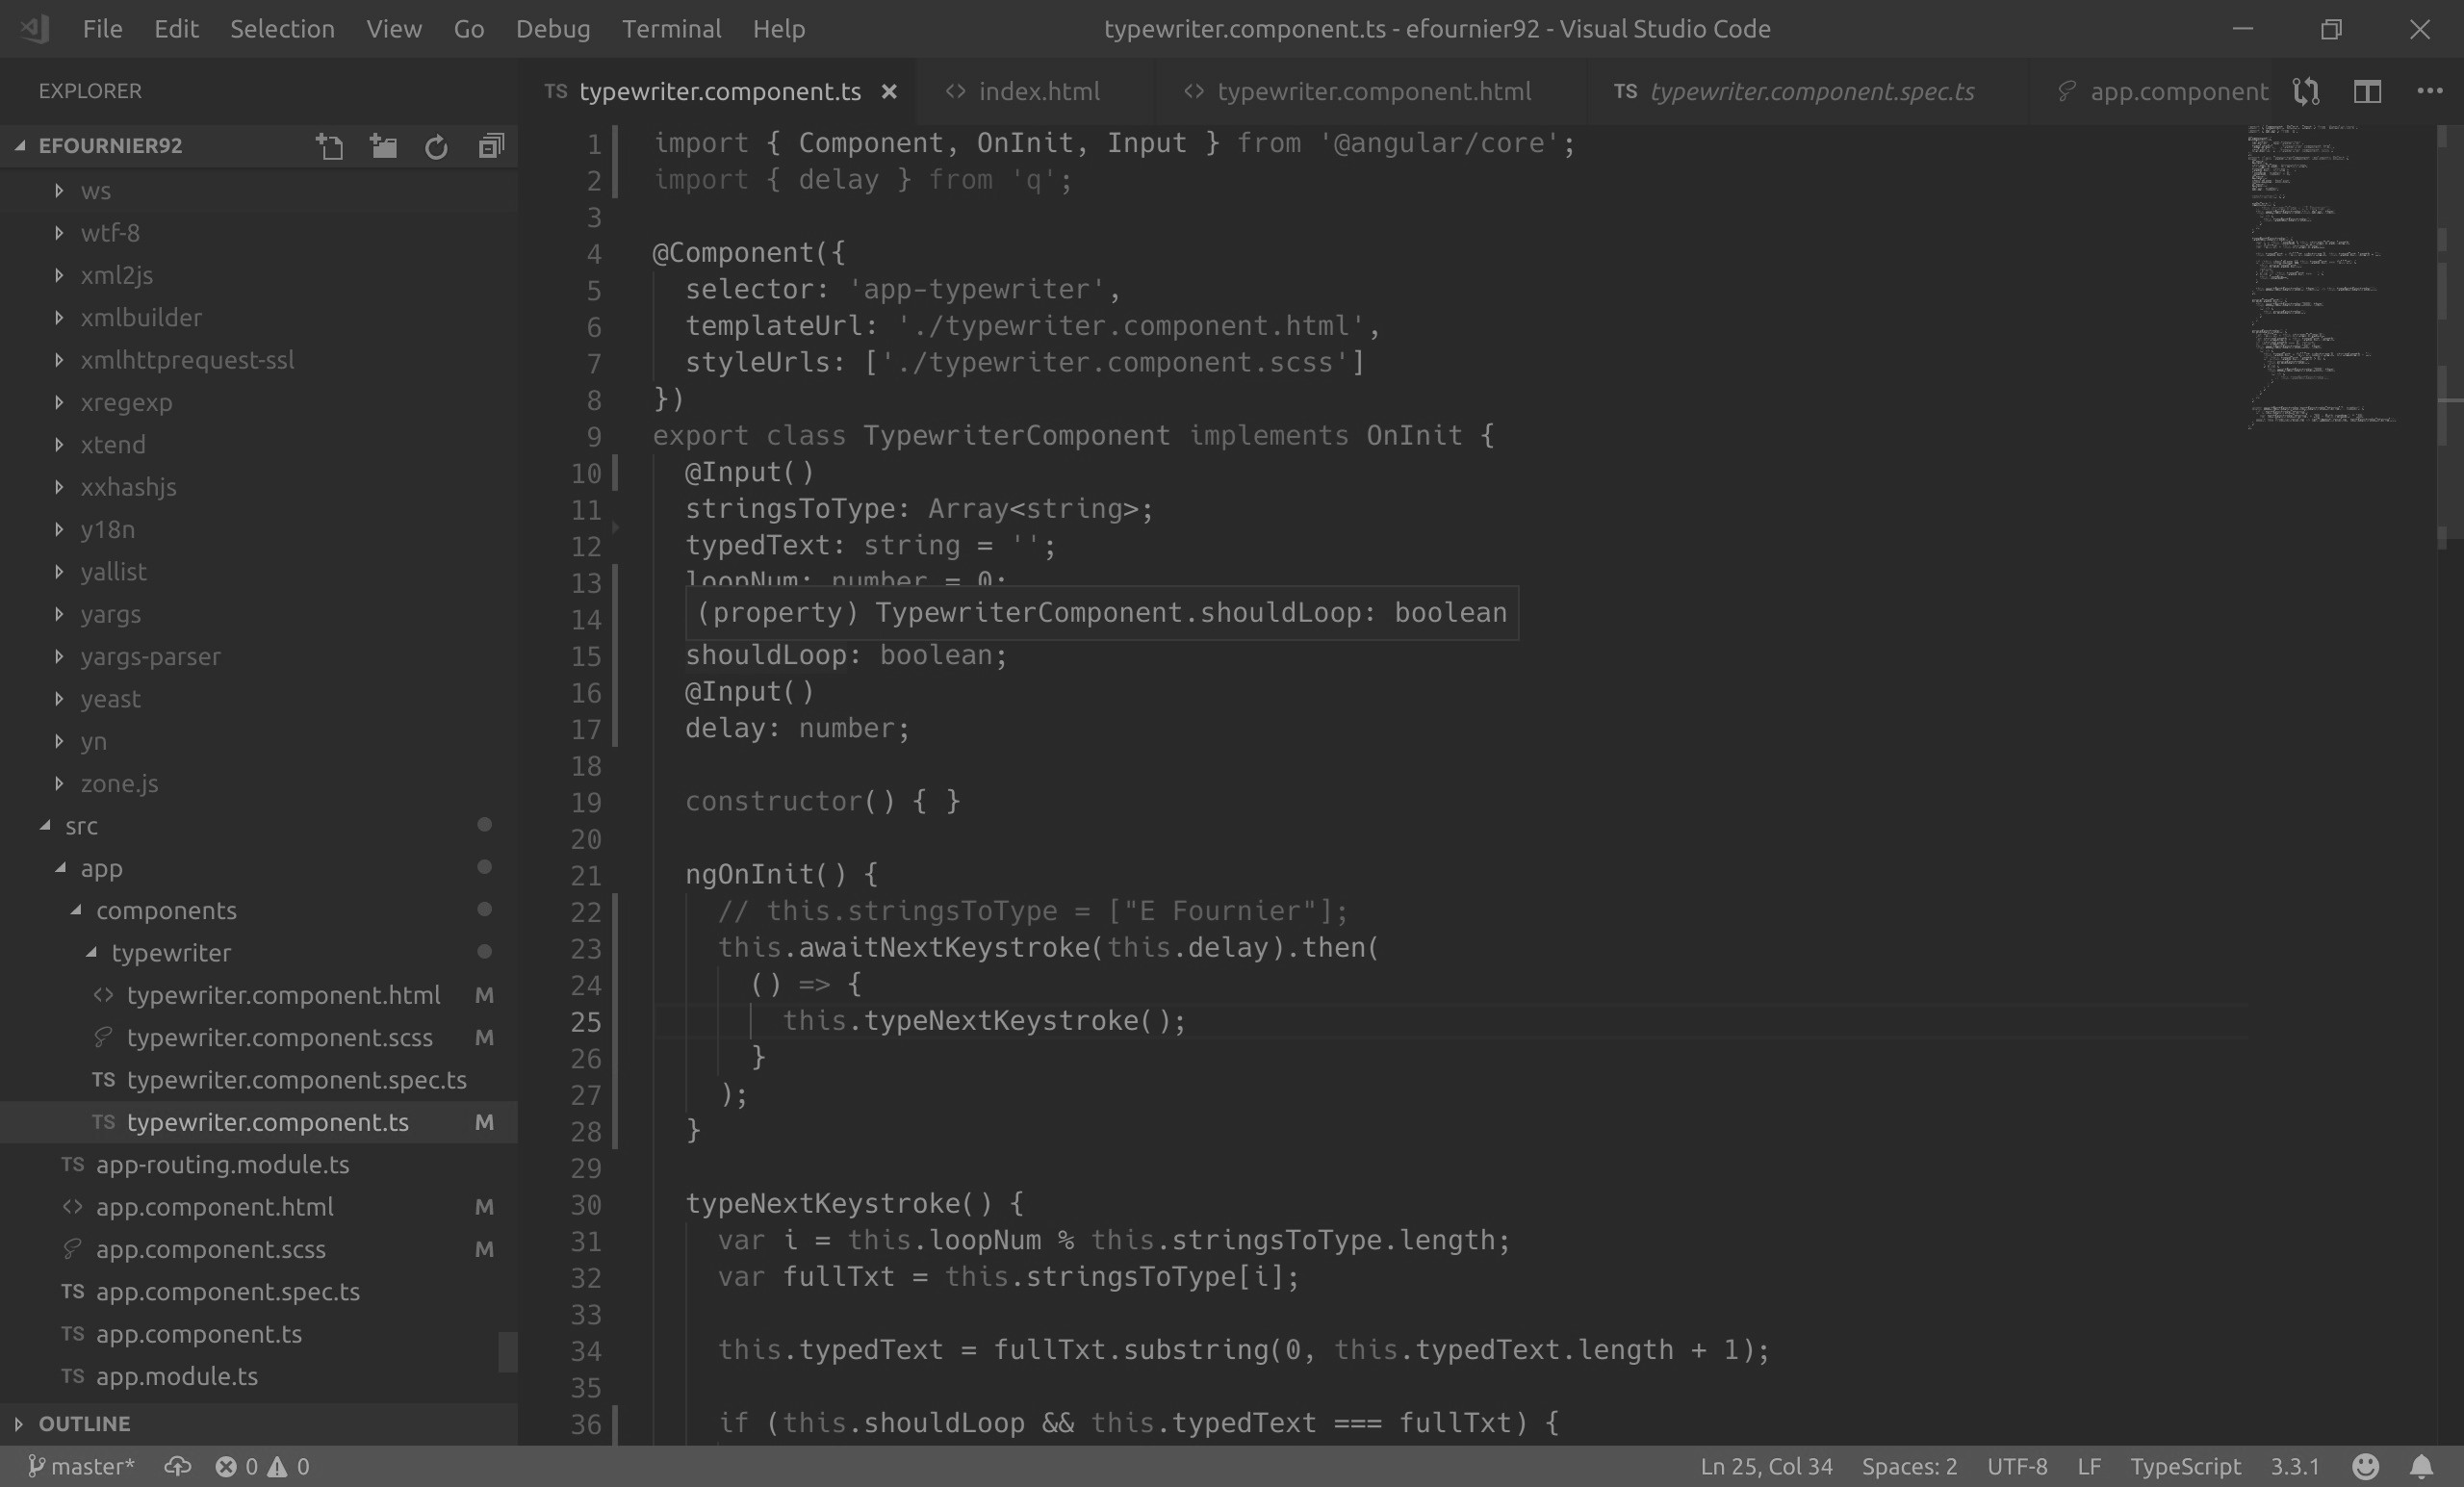 File Edit Selection View Go Debug Terminal Help
typewriter.component.ts - efournier92 - Visual Studio Code
EXPLORER
EFOURNIER92
ws
wtf-8
xml2js
xmlbuilder
xmlhttprequest-ssl
xregexp
xtend
xxhashjs
y18n
yallist
yargs
yargs-parser
yeast
yn
zone.js
src
app
components
typewriter
<> typewriter.component.html M
typewriter.component.scss M
TS typewriter.component.spec.ts
TS typewriter.component.ts M
TS app-routing.module.ts
<> app.component.html M
app.component.scss M
TS app.component.spec.ts
TS app.component.ts
TS app.module.ts
OUTLINE
TS typewriter.component.ts × <> index.html <> typewriter.component.html TS typewriter.component.spec.ts app.component
1 import { Component, OnInit, Input } from '@angular/core';
2 import { delay } from 'q';
3
4 @Component({
5 selector: 'app-typewriter',
6 templateUrl: './typewriter.component.html',
7 styleUrls: ['./typewriter.component.scss']
8 })
9 export class TypewriterComponent implements OnInit {
10 @Input()
11 stringsToType: Array<string>;
12 typedText: string = '';
13 loopNum: number = 0;
14 (property) TypewriterComponent.shouldLoop: boolean
15 shouldLoop: boolean;
16 @Input()
17 delay: number;
18
19 constructor() { }
20
21 ngOnInit() {
22 // this.stringsToType = ["E Fournier"];
23 this.awaitNextKeystroke(this.delay).then(
24 () => {
25 this.typeNextKeystroke();
26 }
27 );
28 }
29
30 typeNextKeystroke() {
31 var i = this.loopNum % this.stringsToType.length;
32 var fullTxt = this.stringsToType[i];
33
34 this.typedText = fullTxt.substring(0, this.typedText.length + 1);
35
36 if (this.shouldLoop && this.typedText === fullTxt) {
master* 0 0 Ln 25, Col 34 Spaces: 2 UTF-8 LF TypeScript 3.3.1